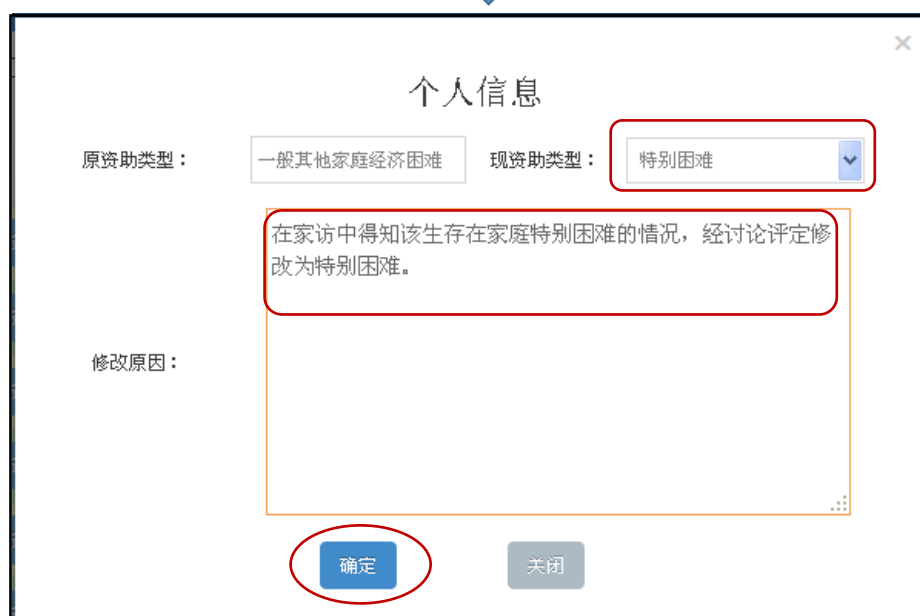 ×
个人信息
原资助类型： 一般其他家庭经济困难 现资助类型： 特别困难
在家访中得知该生存在家庭特别困难的情况，经讨论评定修
改为特别困难。
修改原因：
确定 关闭